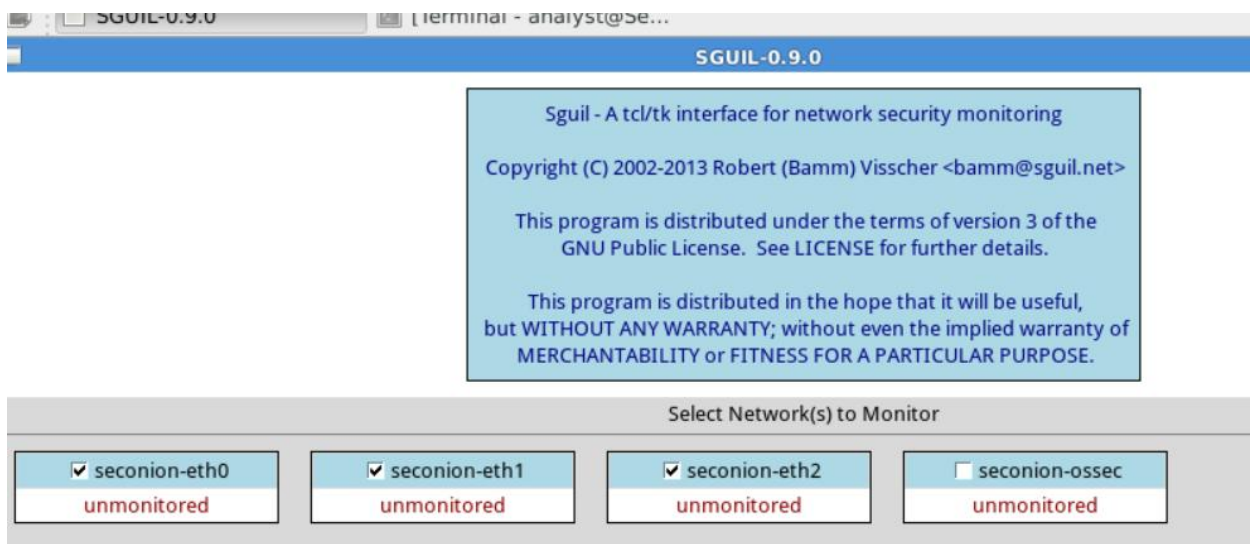 SGUIL-0.9.0 [Terminal - analyst@Se...
SGUIL-0.9.0
Sguil - A tcl/tk interface for network security monitoring
Copyright (C) 2002-2013 Robert (Bamm) Visscher <bamm@sguil.net>
This program is distributed under the terms of version 3 of the
GNU Public License. See LICENSE for further details.
This program is distributed in the hope that it will be useful,
but WITHOUT ANY WARRANTY; without even the implied warranty of
MERCHANTABILITY or FITNESS FOR A PARTICULAR PURPOSE.
Select Network(s) to Monitor
seconion-eth0 seconion-eth1 seconion-eth2 seconion-ossec
unmonitored unmonitored unmonitored unmonitored